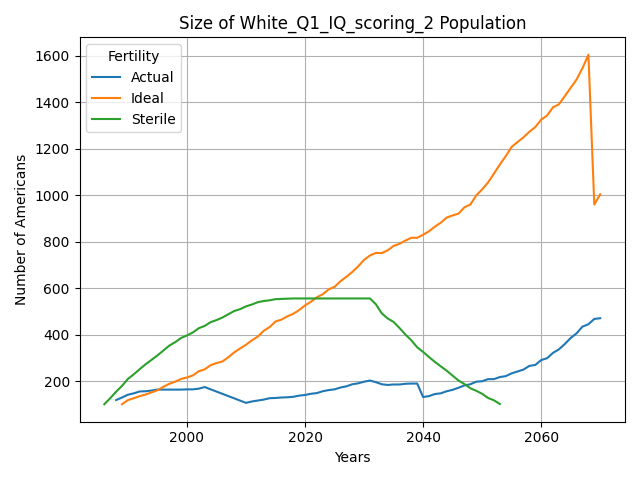 Size of White_Q1_IQ_scoring_2 Population
Fertility
Actual
Ideal
Sterile
Number of Americans
1600
1400
1200
1000
800
600
400
200
2000
2020
2040
2060
Years